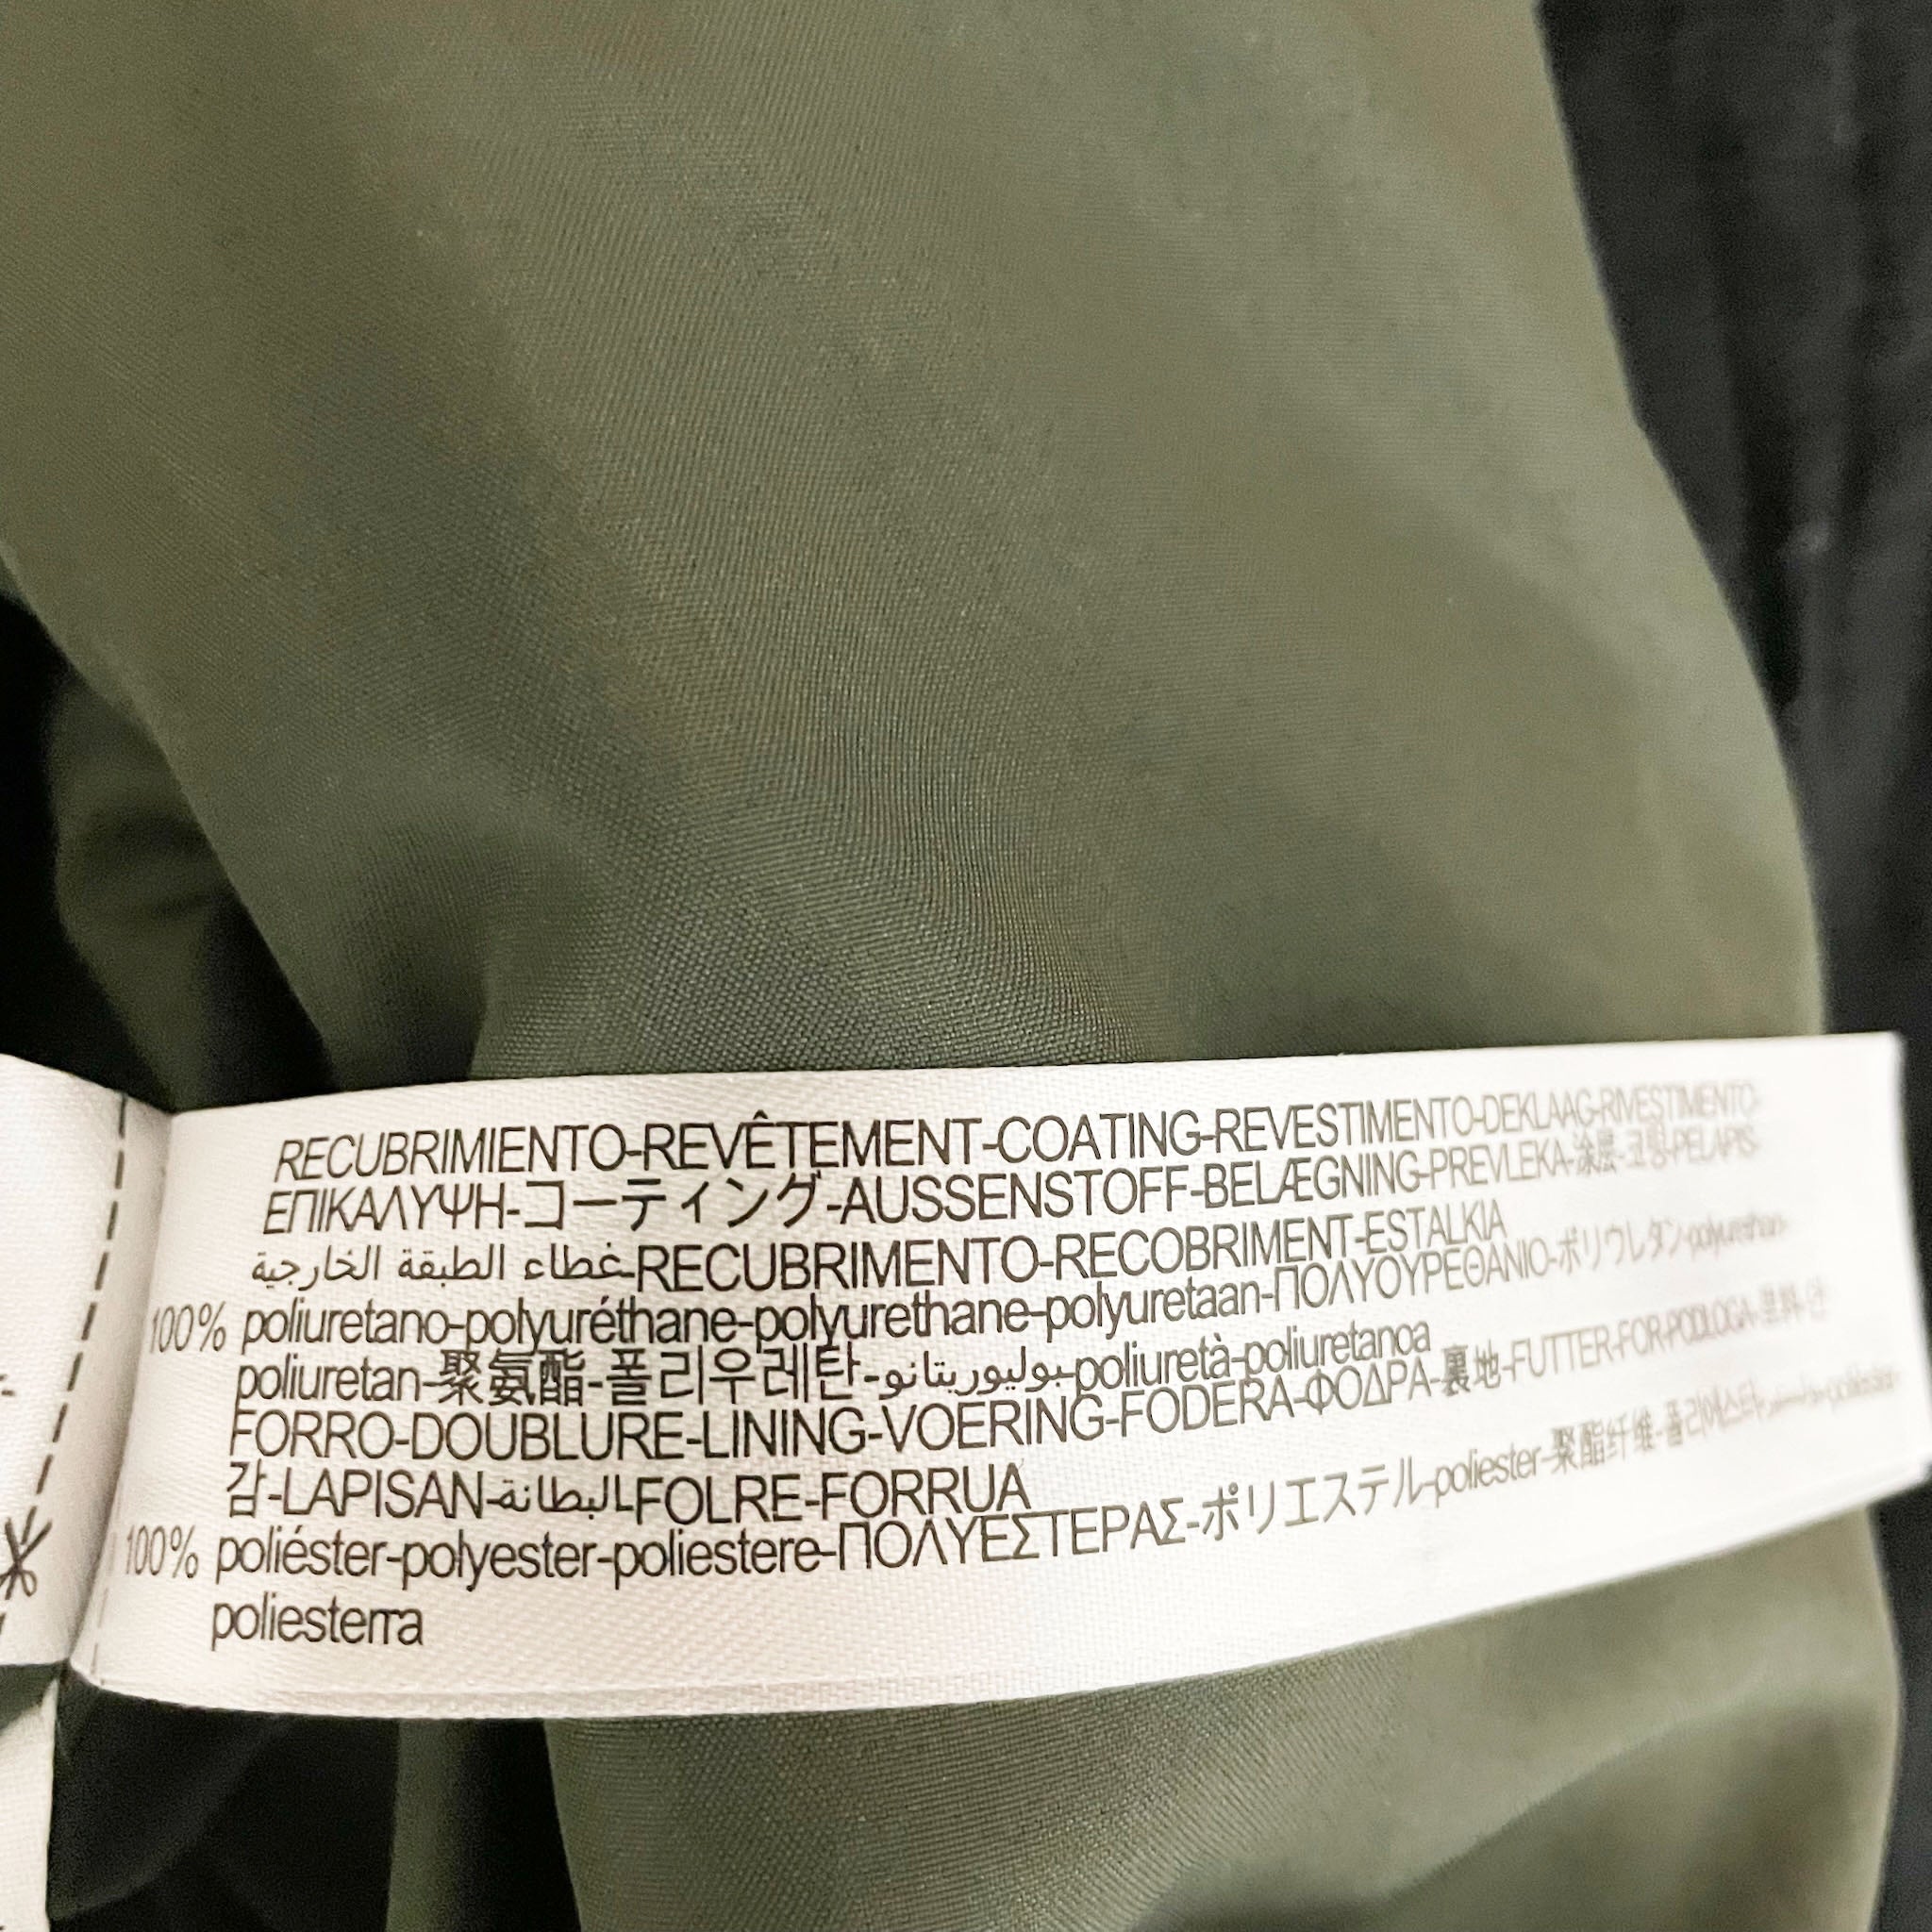 RECUBRIMIENTO-REVÊTEMENT-COATING-REVESTIMENTO-DEKLAAG-RIVESTIMENTO-
ΕΠΙΚΑΛΥΨΗ-コーティング-AUSSENSTOFF-BELÆGNING-PREVLEKA-涂层-코팅-PELAPIS-
غطاء الطبقة الخارجية-RECUBRIMENTO-RECOBRIMENT-ESTALKIA
100% poliuretano-polyuréthane-polyurethane-polyuretaan-ΠΟΛΥΟΥΡΕΘΑΝΙΟ-ポリウレタン-polyurethan-
poliuretan-聚氨酯-폴리우레탄-بوليوريتانو-poliuretà-poliuretanoa
FORRO-DOUBLURE-LINING-VOERING-FODERA-ΦΟΔΡΑ-裏地-FUTTER-FOR-PODLOGA-里料-안
감-LAPISAN-البطانة-FOLRE-FORRUA
100% poliéster-polyester-poliestere-ΠΟΛΥΕΣΤΕΡΑΣ-ポリエステル-poliester-聚酯纤维-폴리에스터-
poliesterra